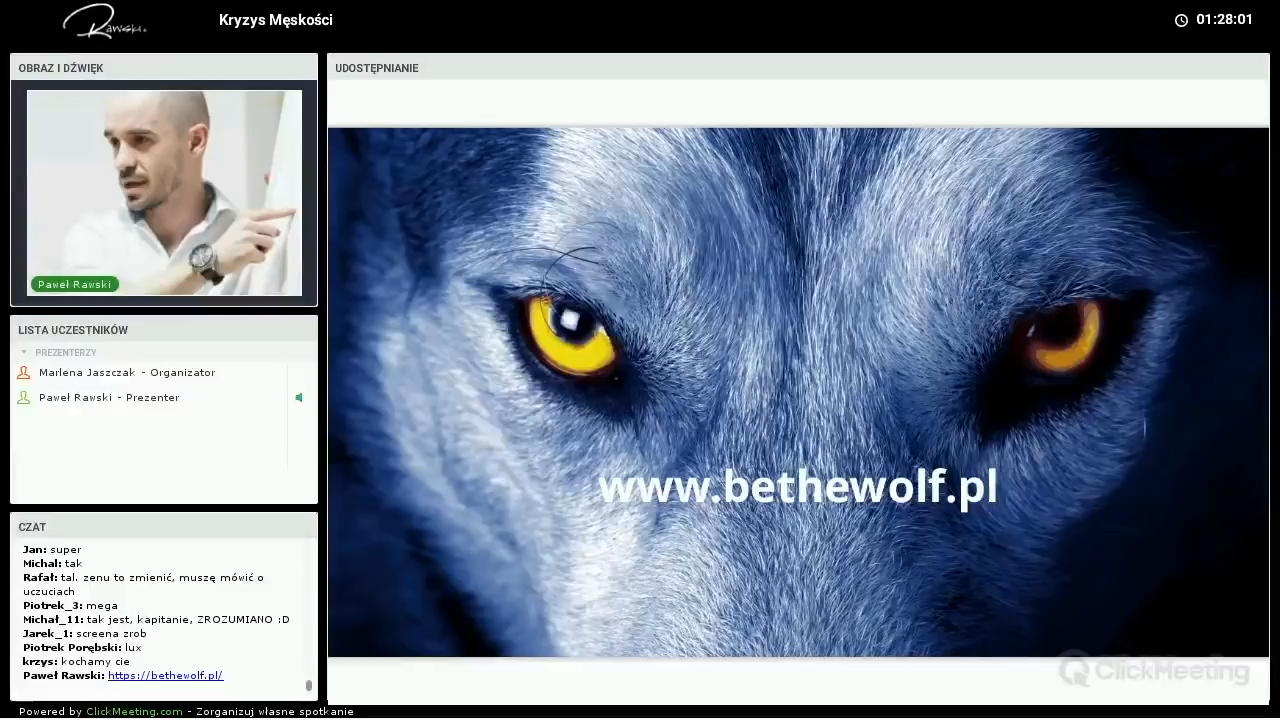 Rawski.
Kryzys Męskości
01:28:01
OBRAZ I DŹWIĘK
Paweł Rawski
LISTA UCZESTNIKÓW
PREZENTERZY
Marlena Jaszczak - Organizator
Paweł Rawski - Prezenter
CZAT
Jan: super
Michal: tak
Rafał: tal. zenu to zmienić, muszę mówić o
uczuciach
Piotrek_3: mega
Michał_11: tak jest, kapitanie, ZROZUMIANO :D
Jarek_1: screena zrob
Piotrek Porębski: lux
krzys: kochamy cie
Paweł Rawski: https://bethewolf.pl/
UDOSTĘPNIANIE
www.bethewolf.pl
ClickMeeting
Powered by ClickMeeting.com - Zorganizuj własne spotkanie